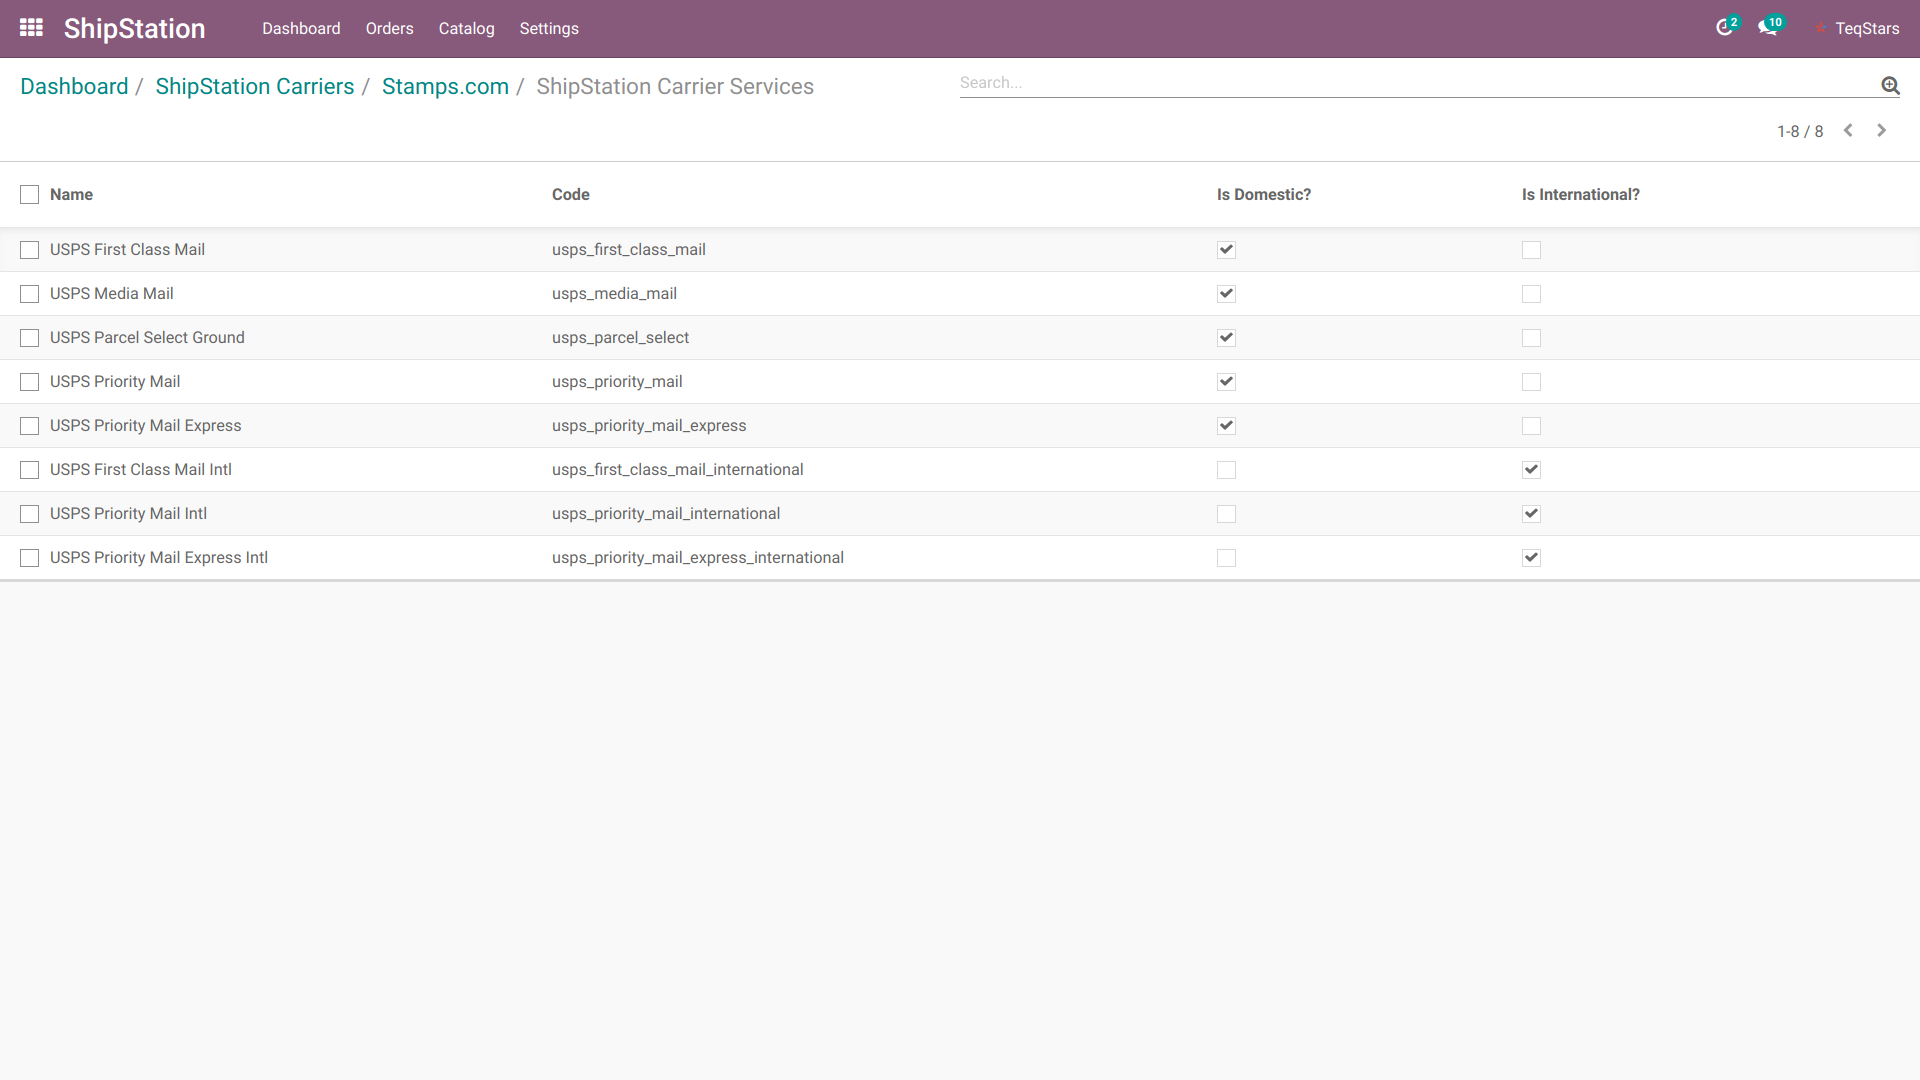 ShipStation Dashboard Orders Catalog Settings 2 10 TeqStars
Dashboard / ShipStation Carriers / Stamps.com / ShipStation Carrier Services Search...
1-8 / 8
Name Code Is Domestic? Is International?
USPS First Class Mail usps_first_class_mail
USPS Media Mail usps_media_mail
USPS Parcel Select Ground usps_parcel_select
USPS Priority Mail usps_priority_mail
USPS Priority Mail Express usps_priority_mail_express
USPS First Class Mail Intl usps_first_class_mail_international
USPS Priority Mail Intl usps_priority_mail_international
USPS Priority Mail Express Intl usps_priority_mail_express_international